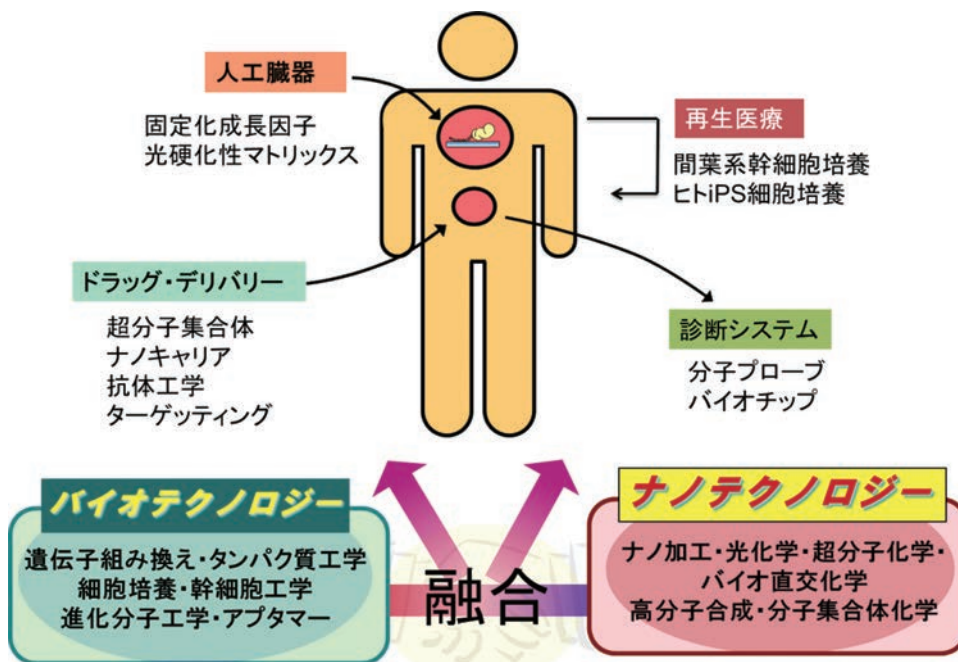 人工臓器
固定化成長因子
光硬化性マトリックス
再生医療
間葉系幹細胞培養
ヒトiPS細胞培養
ドラッグ・デリバリー
超分子集合体
ナノキャリア
抗体工学
ターゲッティング
診断システム
分子プローブ
バイオチップ
バイオテクノロジー
遺伝子組み換え・タンパク質工学
細胞培養・幹細胞工学
進化分子工学・アプタマー
融合
ナノテクノロジー
ナノ加工・光化学・超分子化学・
バイオ直交化学
高分子合成・分子集合体化学